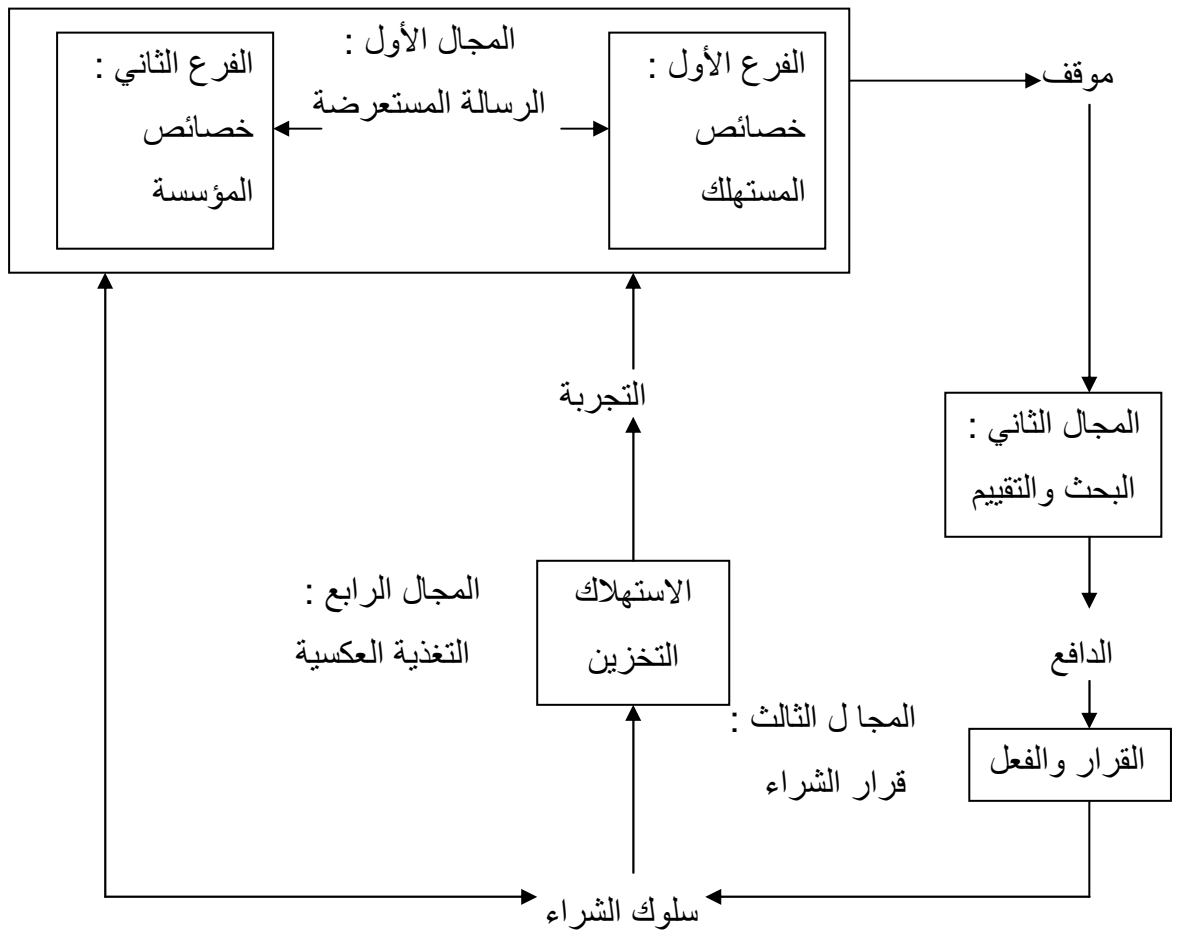 المجال الأول :
الرسالة المستعرضة
الفرع الأول :
خصائص
المستهلك
الفرع الثاني :
خصائص
المؤسسة
موقف
المجال الثاني :
البحث والتقييم
الدافع
القرار والفعل
المجا ل الثالث :
قرار الشراء
سلوك الشراء
الاستهلاك
التخزين
المجال الرابع :
التغذية العكسية
التجربة